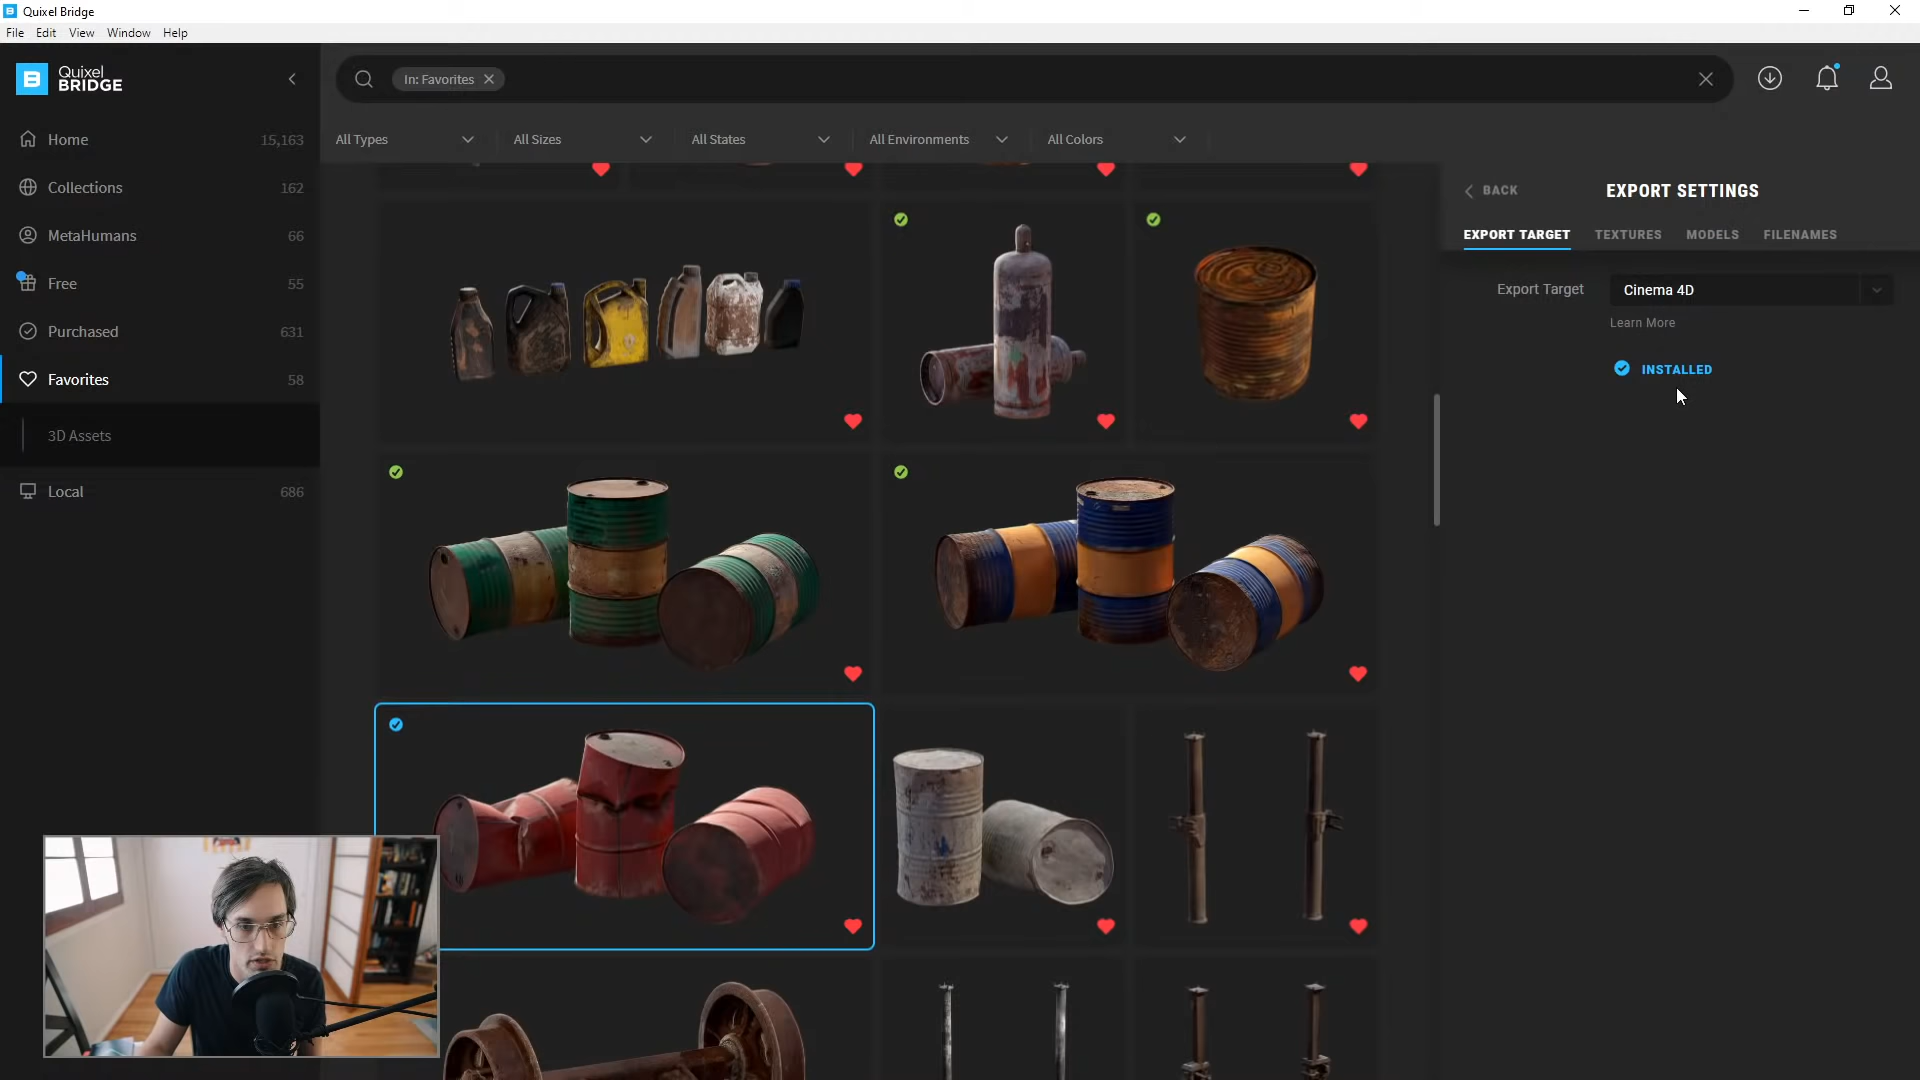 Quixel Bridge
File Edit View Window Help
Quixel
BRIDGE
In: Favorites
All Types
All Sizes
All States
All Environments
All Colors
Home 15,163
Collections 162
MetaHumans 66
Free 55
Purchased 631
Favorites 58
3D Assets
Local 686
BACK
EXPORT SETTINGS
EXPORT TARGET TEXTURES MODELS FILENAMES
Export Target Cinema 4D
Learn More
INSTALLED